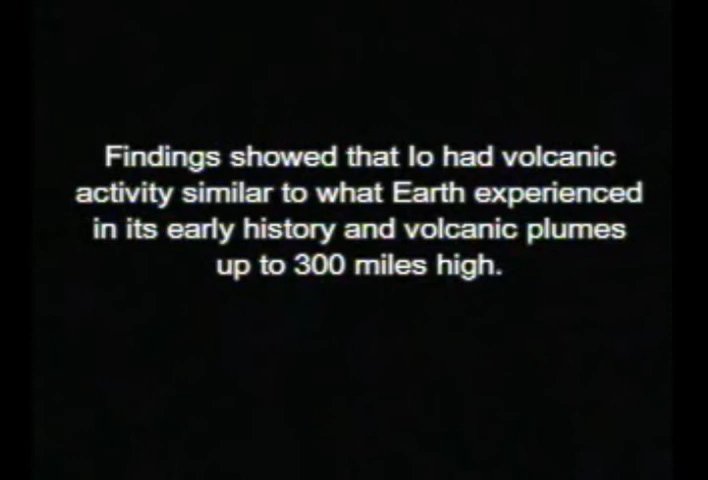 Findings showed that Io had volcanic
activity similar to what Earth experienced
in its early history and volcanic plumes
up to 300 miles high.